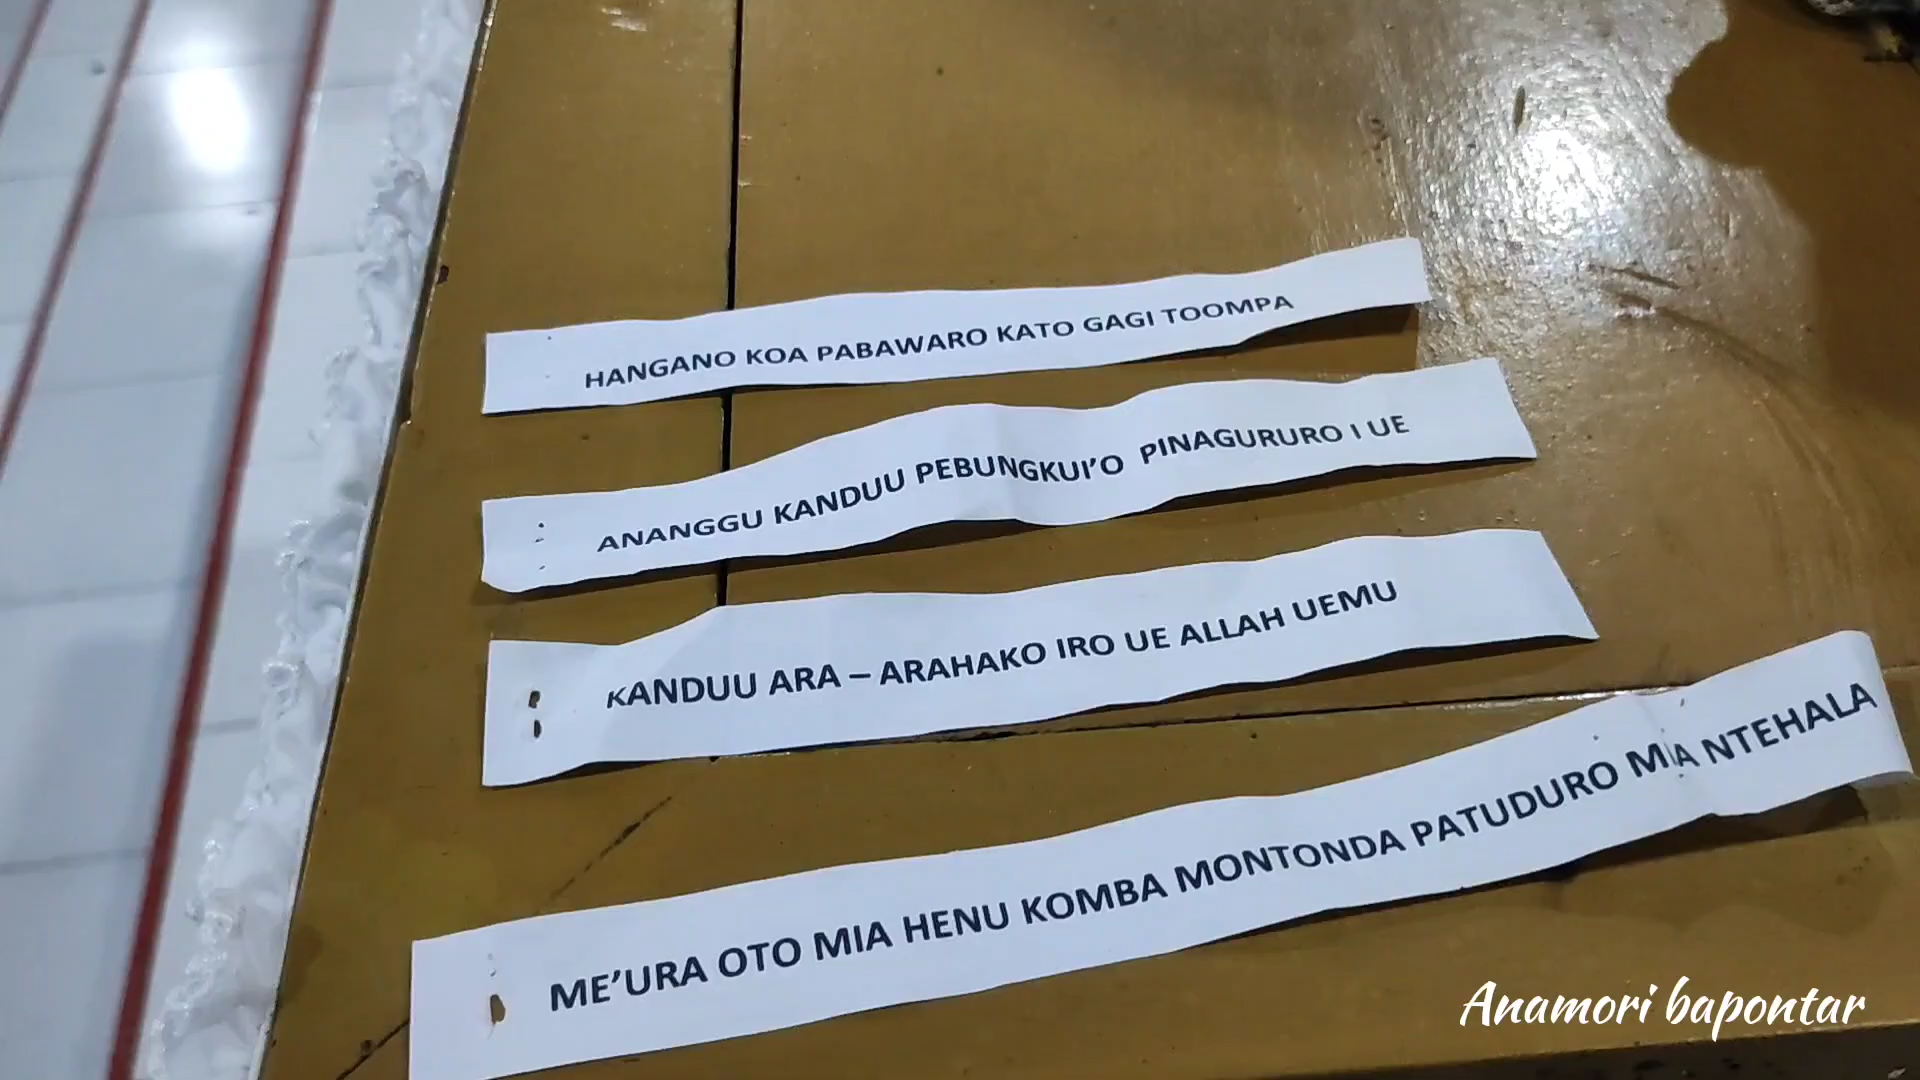 HANGANO KOA PABAWARO KATO GAGI TOOMPA
ANANGGU KANDUU PEBUNGKUI’O PINAGURURO I UE
KANDUU ARA – ARAHAKO IRO UE ALLAH UEMU
ME’URA OTO MIA HENU KOMBA MONTONDA PATUDURO MIA NTEHALA
Anamori bapontar